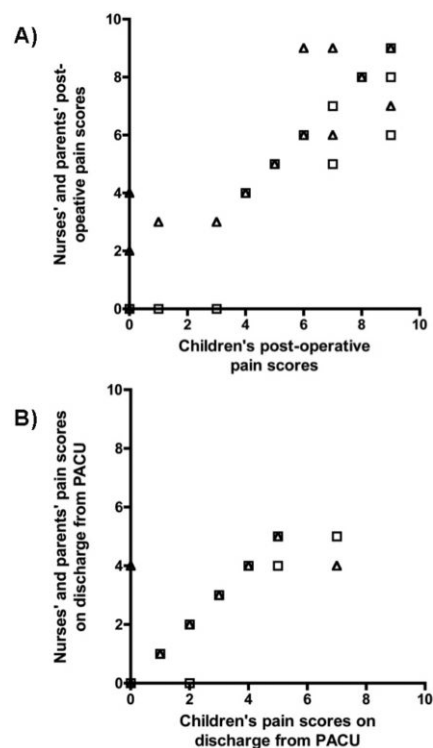 A)
Nurses' and parents' post-
opeative pain scores
10
8
6
4
2
0
0 2 4 6 8 10
Children's post-operative
pain scores
B)
Nurses' and parents' pain scores
on discharge from PACU
10
8
6
4
2
0
0 2 4 6 8 10
Children's pain scores on
discharge from PACU